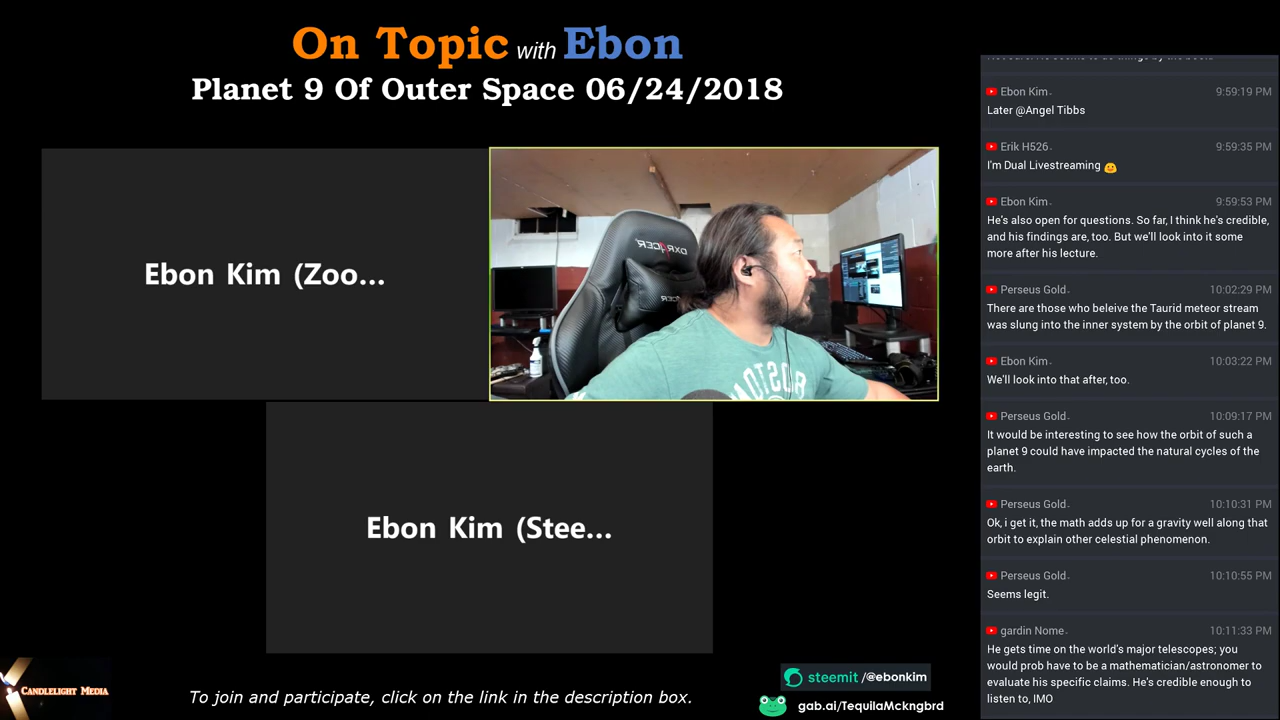 On Topic with Ebon
Planet 9 Of Outer Space 06/24/2018
Ebon Kim (Zoo...
DXRACER
BOSTON
Ebon Kim (Stee...
CANDLELIGHT MEDIA
To join and participate, click on the link in the description box.
steemit /@ebonkim
gab.ai/TequilaMckngbrd
Ebon Kim 9:59:19 PM
Later @Angel Tibbs
Erik H526 9:59:35 PM
I'm Dual Livestreaming
Ebon Kim 9:59:53 PM
He's also open for questions. So far, I think he's credible,
and his findings are, too. But we'll look into it some
more after his lecture.
Perseus Gold 10:02:29 PM
There are those who beleive the Taurid meteor stream
was slung into the inner system by the orbit of planet 9.
Ebon Kim 10:03:22 PM
We'll look into that after, too.
Perseus Gold 10:09:17 PM
It would be interesting to see how the orbit of such a
planet 9 could have impacted the natural cycles of the
earth.
Perseus Gold 10:10:31 PM
Ok, i get it, the math adds up for a gravity well along that
orbit to explain other celestial phenomenon.
Perseus Gold 10:10:55 PM
Seems legit.
gardin Nome 10:11:33 PM
He gets time on the world's major telescopes; you
would prob have to be a mathematician/astronomer to
evaluate his specific claims. He's credible enough to
listen to, IMO